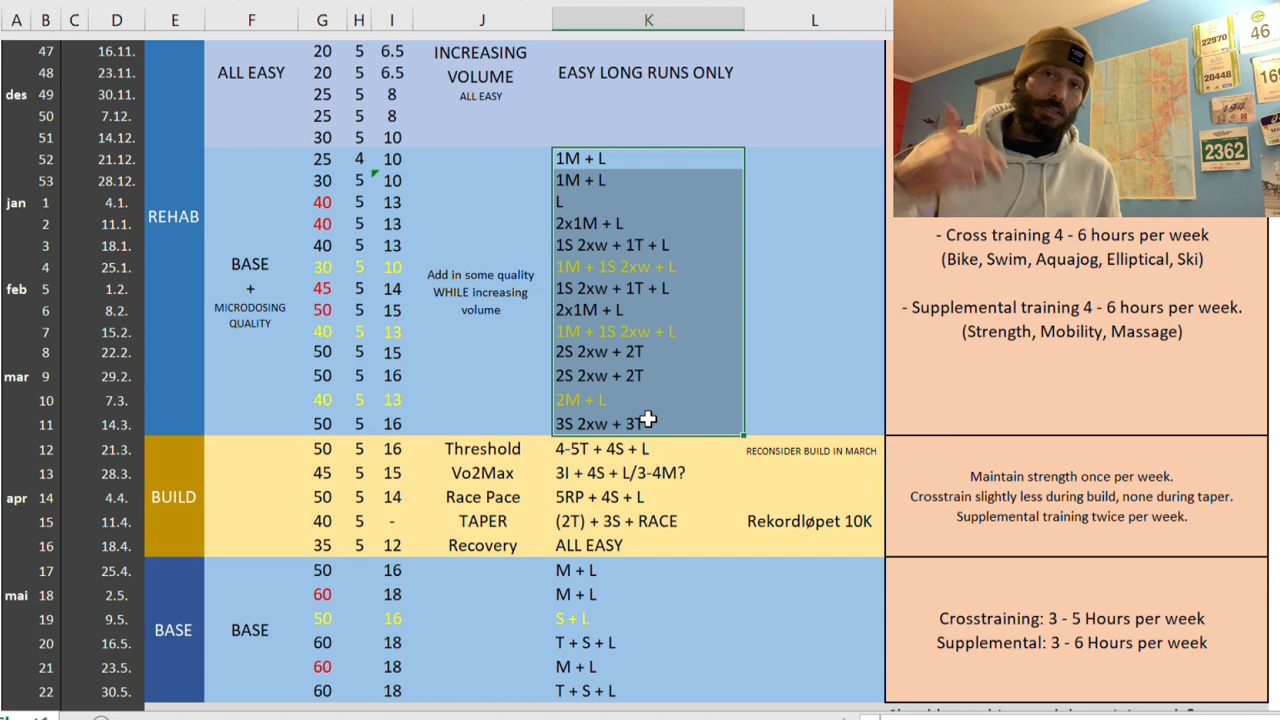 A B C D E F G H I J K L
47 16.11. 20 5 6.5 INCREASING
48 23.11. ALL EASY 20 5 6.5 VOLUME EASY LONG RUNS ONLY
des 49 30.11. 25 5 8 ALL EASY
50 7.12. 25 5 8
51 14.12. 30 5 10
52 21.12. 25 4 10 1M + L
53 28.12. 30 5 10 1M + L
jan 1 4.1. 40 5 13 L
REHAB
2 11.1. 40 5 13 2x1M + L
3 18.1. 40 5 13 1S 2xw + 1T + L
4 25.1. BASE 30 5 10 Add in some quality 1M + 1S 2xw + L
feb 5 1.2. + 45 5 14 WHILE increasing 1S 2xw + 1T + L
6 8.2. MICRODOSING 50 5 15 volume 2x1M + L
7 15.2. QUALITY 40 5 13 1M + 1S 2xw + L
8 22.2. 50 5 15 2S 2xw + 2T
mar 9 29.2. 50 5 16 2S 2xw + 2T
10 7.3. 40 5 13 2M + L
11 14.3. 50 5 16 3S 2xw + 3T
12 21.3. 50 5 16 Threshold 4-5T + 4S + L RECONSIDER BUILD IN MARCH
13 28.3. 45 5 15 Vo2Max 3I + 4S + L/3-4M?
apr 14 4.4. BUILD 50 5 14 Race Pace 5RP + 4S + L
15 11.4. 40 5 - TAPER (2T) + 3S + RACE Rekordløpet 10K
16 18.4. 35 5 12 Recovery ALL EASY
17 25.4. 50 16 M + L
mai 18 2.5. 60 18 M + L
19 9.5. 50 16 S + L
BASE BASE
20 16.5. 60 18 T + S + L
21 23.5. 60 18 M + L
22 30.5. 60 18 T + S + L
- Cross training 4 - 6 hours per week
(Bike, Swim, Aquajog, Elliptical, Ski)
- Supplemental training 4 - 6 hours per week.
(Strength, Mobility, Massage)
Maintain strength once per week.
Crosstrain slightly less during build, none during taper.
Supplemental training twice per week.
Crosstraining: 3 - 5 Hours per week
Supplemental: 3 - 6 Hours per week
22970
46
20448
194
2362